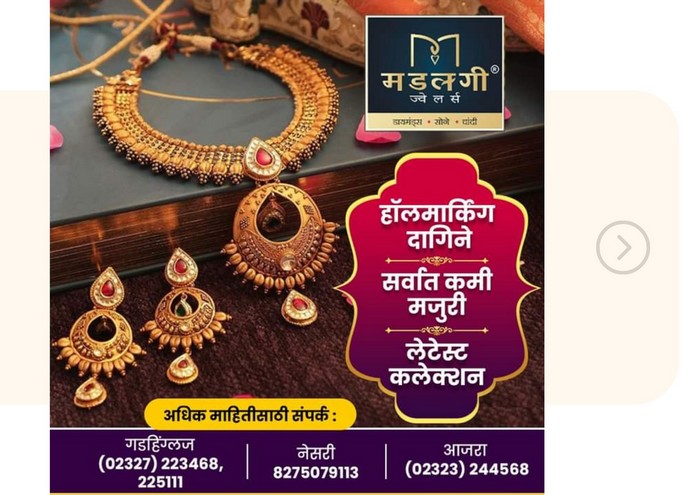 मडलगी®
ज्वेलर्स
डायमंड्स • सोने • चांदी
हॉलमार्किंग
दागिने
सर्वात कमी
मजुरी
लेटेस्ट
कलेक्शन
अधिक माहितीसाठी संपर्क :
गडहिंग्लज
(02327) 223468,
225111
नेसरी
8275079113
आजरा
(02323) 244568